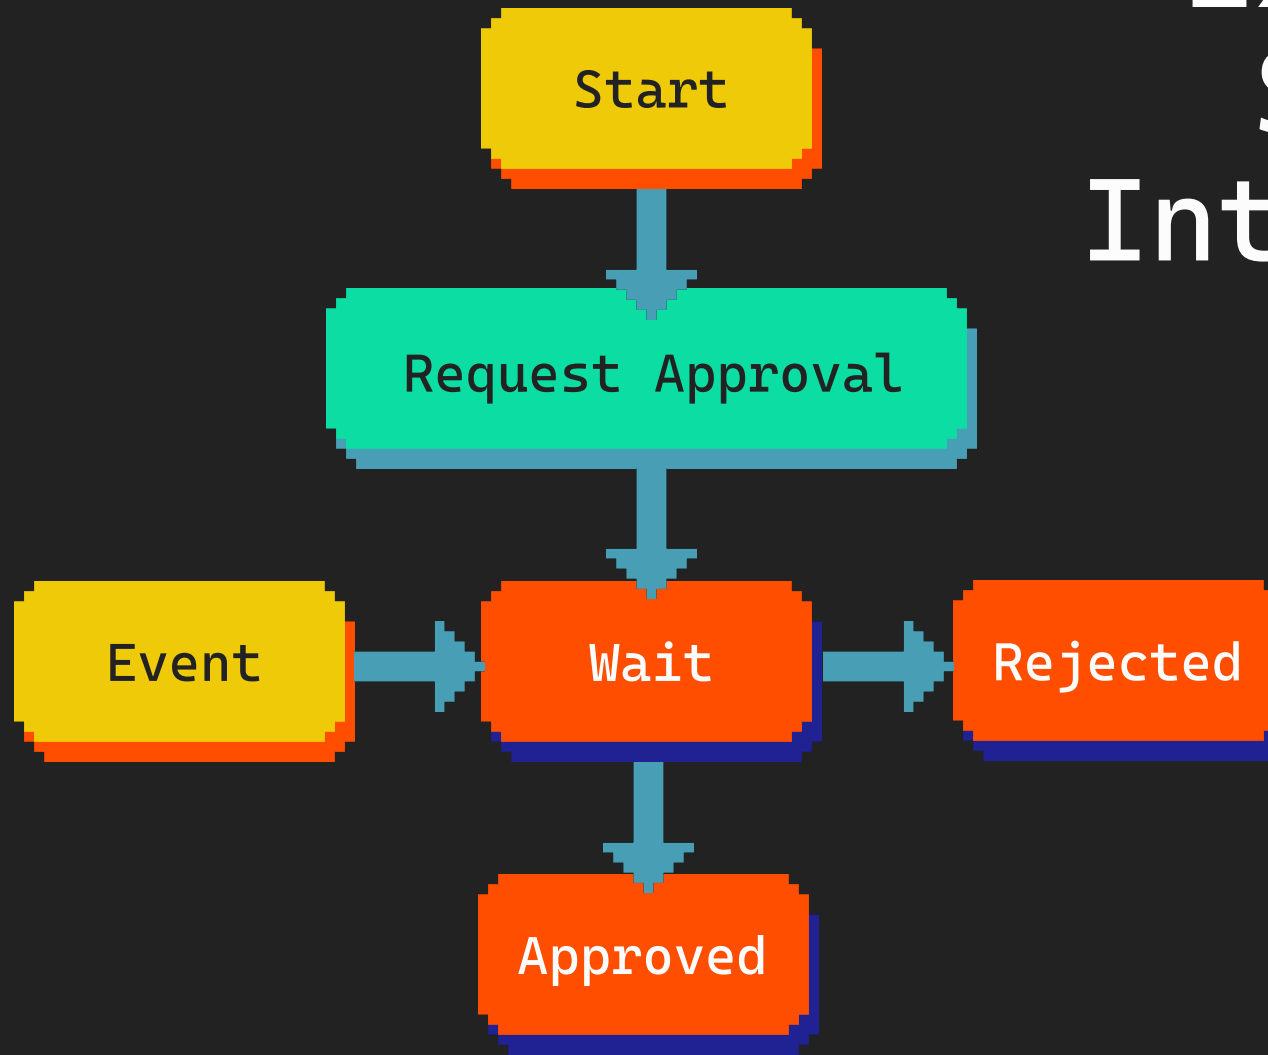 Start
Int
Request Approval
Event
Wait
Rejected
Approved